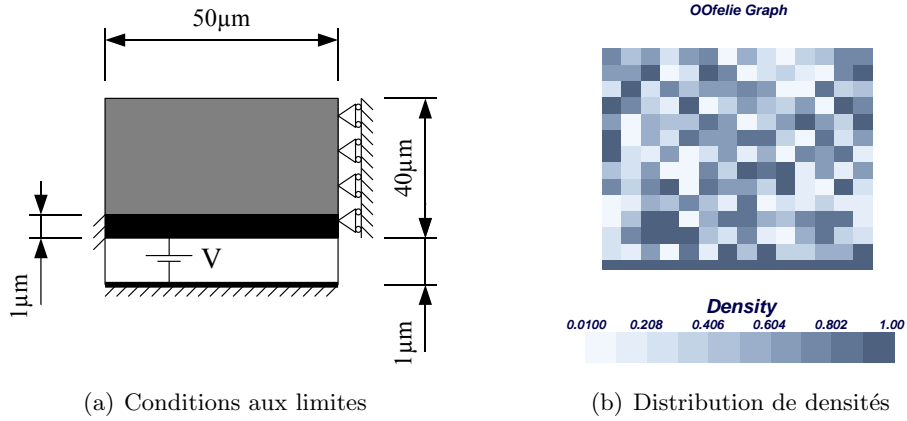 50µm
40µm
1µm
V
1µm
(a) Conditions aux limites
OOfelie Graph
Density
0.0100 0.208 0.406 0.604 0.802 1.00
(b) Distribution de densités